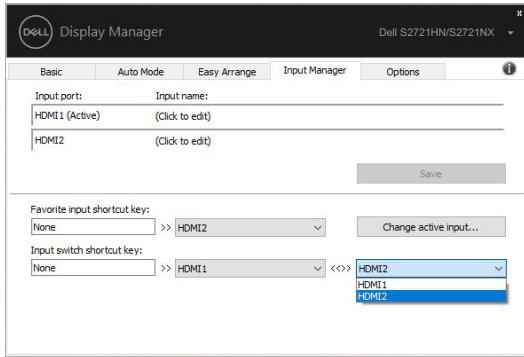 x
DELL Display Manager Dell S2721HN/S2721NX
Basic Auto Mode Easy Arrange Input Manager Options i
Input port: Input name:
HDMI1 (Active) (Click to edit)
HDMI2 (Click to edit)
Save
Favorite input shortcut key:
None >> HDMI2 Change active input...
Input switch shortcut key:
None >> HDMI1 <<>> HDMI2
HDMI1
HDMI2